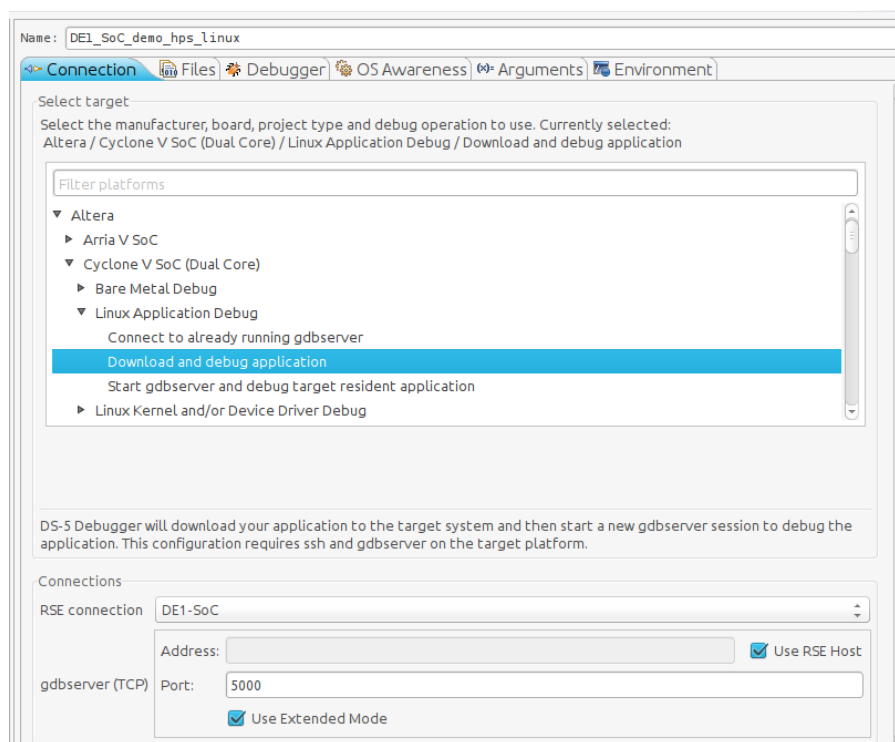 Name: DE1_SoC_demo_hps_linux
Connection Files Debugger OS Awareness Arguments Environment
Select target
Select the manufacturer, board, project type and debug operation to use. Currently selected:
Altera / Cyclone V SoC (Dual Core) / Linux Application Debug / Download and debug application
Filter platforms
Altera
Arria V SoC
Cyclone V SoC (Dual Core)
Bare Metal Debug
Linux Application Debug
Connect to already running gdbserver
Download and debug application
Start gdbserver and debug target resident application
Linux Kernel and/or Device Driver Debug
DS-5 Debugger will download your application to the target system and then start a new gdbserver session to debug the
application. This configuration requires ssh and gdbserver on the target platform.
Connections
RSE connection DE1-SoC
Address: Use RSE Host
gdbserver (TCP) Port: 5000
Use Extended Mode